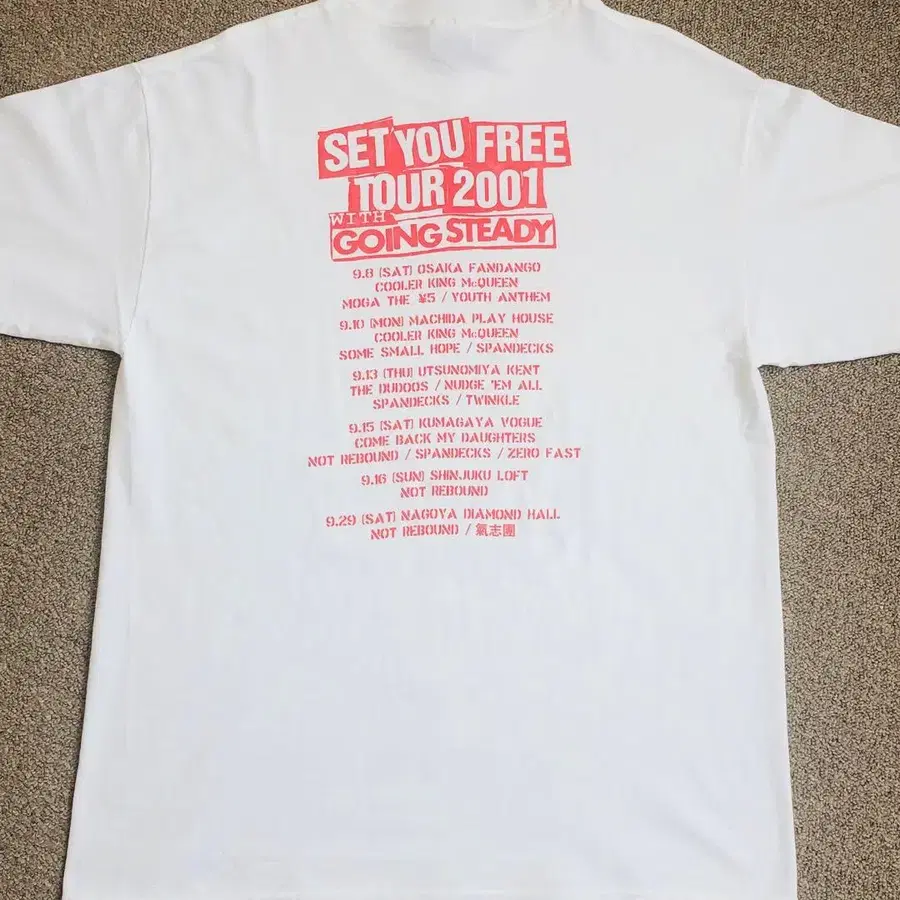 SET YOU FREE
TOUR 2001
WITH
GOING STEADY
9.8 (SAT) OSAKA FANDANGO
COOLER KING McQUEEN
MOGA THE ¥5 / YOUTH ANTHEM
9.10 (MON) MACHIDA PLAY HOUSE
COOLER KING McQUEEN
SOME SMALL HOPE / SPANDECKS
9.13 (THU) UTSUNOMIYA KENT
THE DUDOOS / NUDGE 'EM ALL
SPANDECKS / TWINKLE
9.15 (SAT) KUMAGAYA VOGUE
COME BACK MY DAUGHTERS
NOT REBOUND / SPANDECKS / ZERO FAST
9.16 (SUN) SHINJUKU LOFT
NOT REBOUND
9.29 (SAT) NAGOYA DIAMOND HALL
NOT REBOUND / 氣志團